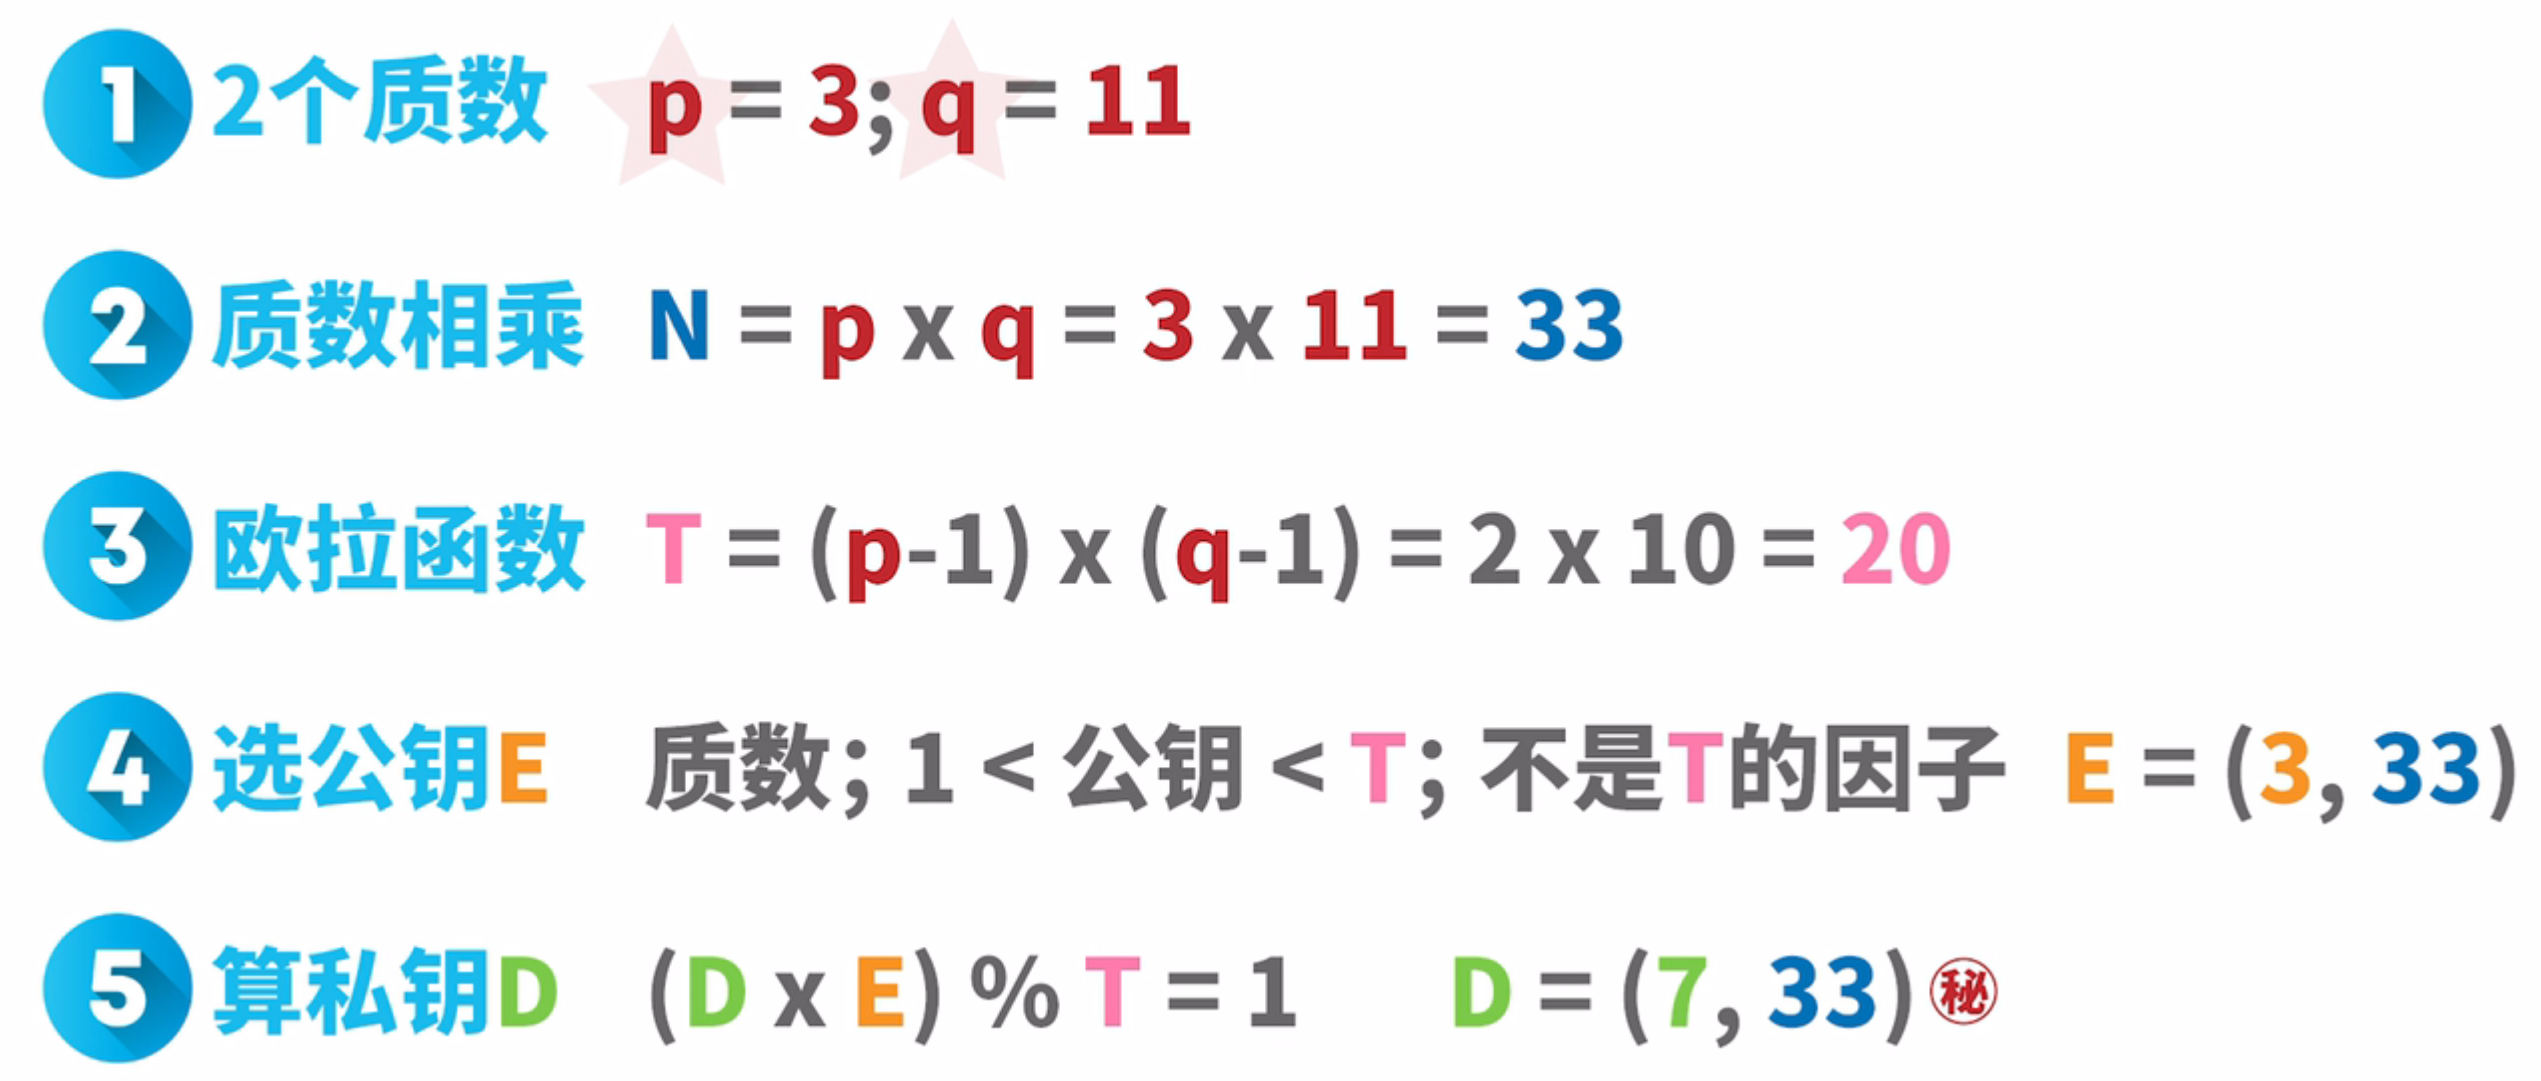 1 2个质数 p = 3; q = 11
2 质数相乘 N = p x q = 3 x 11 = 33
3 欧拉函数 T = (p-1) x (q-1) = 2 x 10 = 20
4 选公钥E 质数; 1 < 公钥 < T; 不是T的因子 E = (3, 33)
5 算私钥D (D x E) % T = 1 D = (7, 33) ㊙